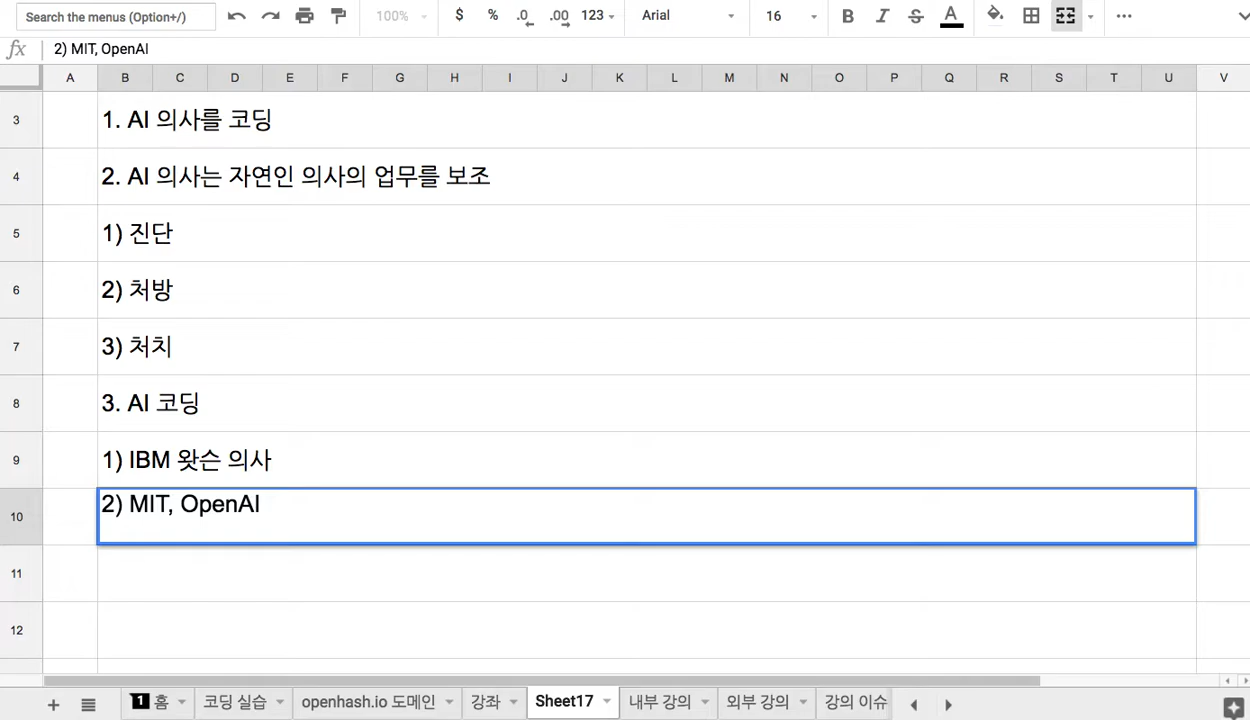 Search the menus (Option+/)
100%
$ % .0 .00 123
Arial
16
B I S A
fx 2) MIT, OpenAI
A B C D E F G H I J K L M N O P Q R S T U V
3 1. AI 의사를 코딩
4 2. AI 의사는 자연인 의사의 업무를 보조
5 1) 진단
6 2) 처방
7 3) 처치
8 3. AI 코딩
9 1) IBM 왓슨 의사
10 2) MIT, OpenAI
11
12
1 홈 코딩 실습 openhash.io 도메인 강좌 Sheet17 내부 강의 외부 강의 강의 이슈